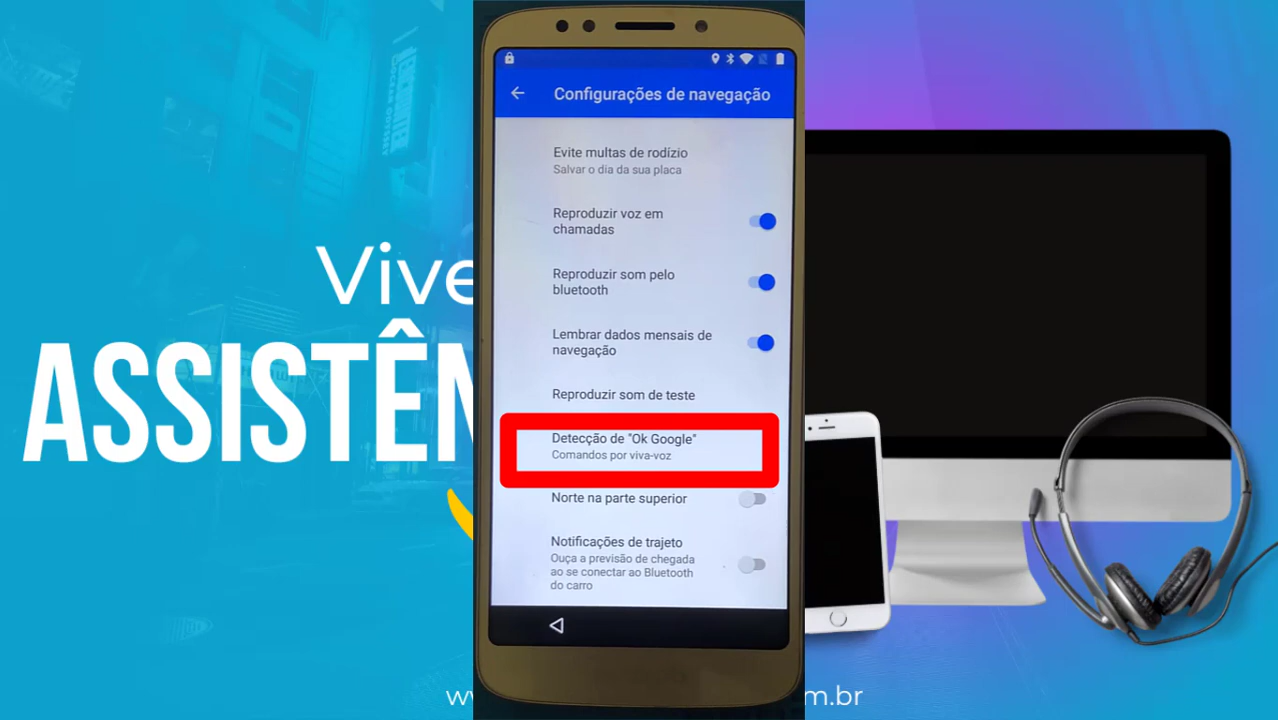 Configurações de navegação
Evite multas de rodízio
Salvar o dia da sua placa
Reproduzir voz em
chamadas
Reproduzir som pelo
bluetooth
Lembrar dados mensais de
navegação
Reproduzir som de teste
Detecção de "Ok Google"
Comandos por viva-voz
Norte na parte superior
Notificações de trajeto
Ouça a previsão de chegada
ao se conectar ao Bluetooth
do carro
Vive
ASSISTÊN
m.br